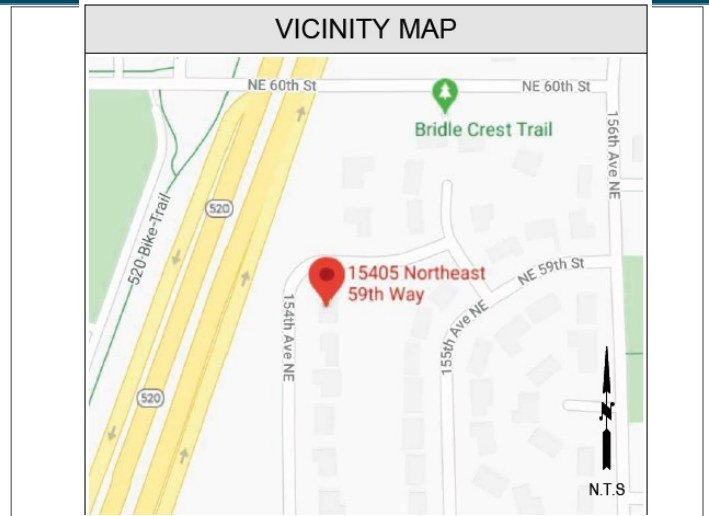 VICINITY MAP
NE 60th St
NE 60th St
Bridle Crest Trail
156th Ave NE
520
520-Bike-Trail
15405 Northeast
59th Way
NE 59th St
154th Ave NE
155th Ave NE
520
N
N.T.S